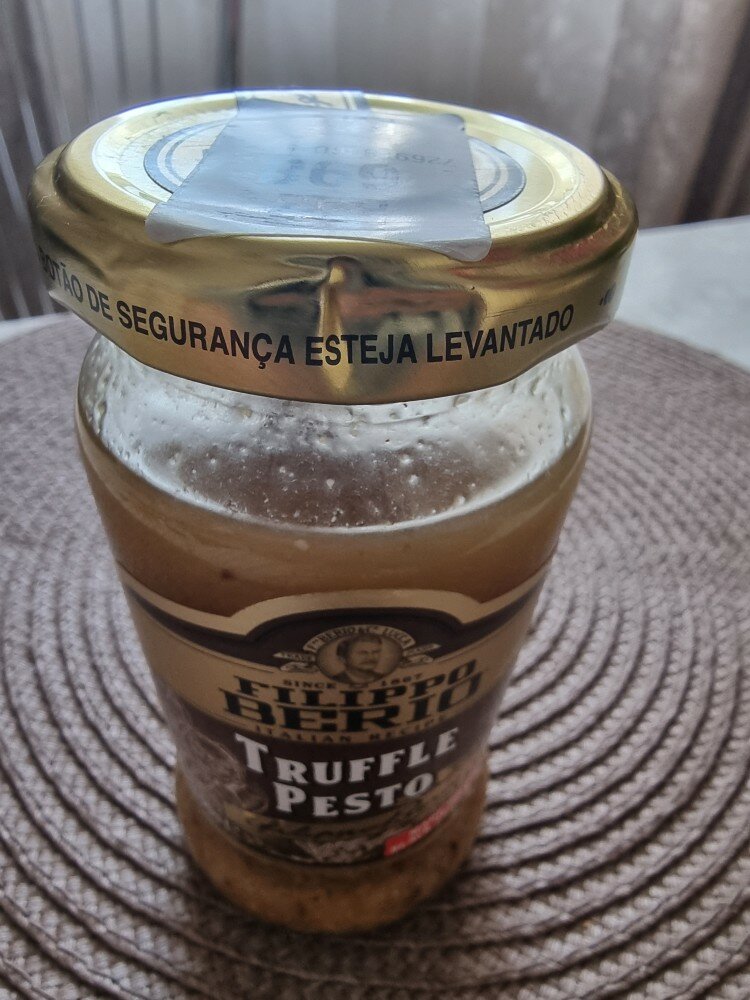 BOTÃO DE SEGURANÇA ESTEJA LEVANTADO
SINCE 1867
FILIPPO
BERIO
ITALIAN RECIPE
TRUFFLE
PESTO